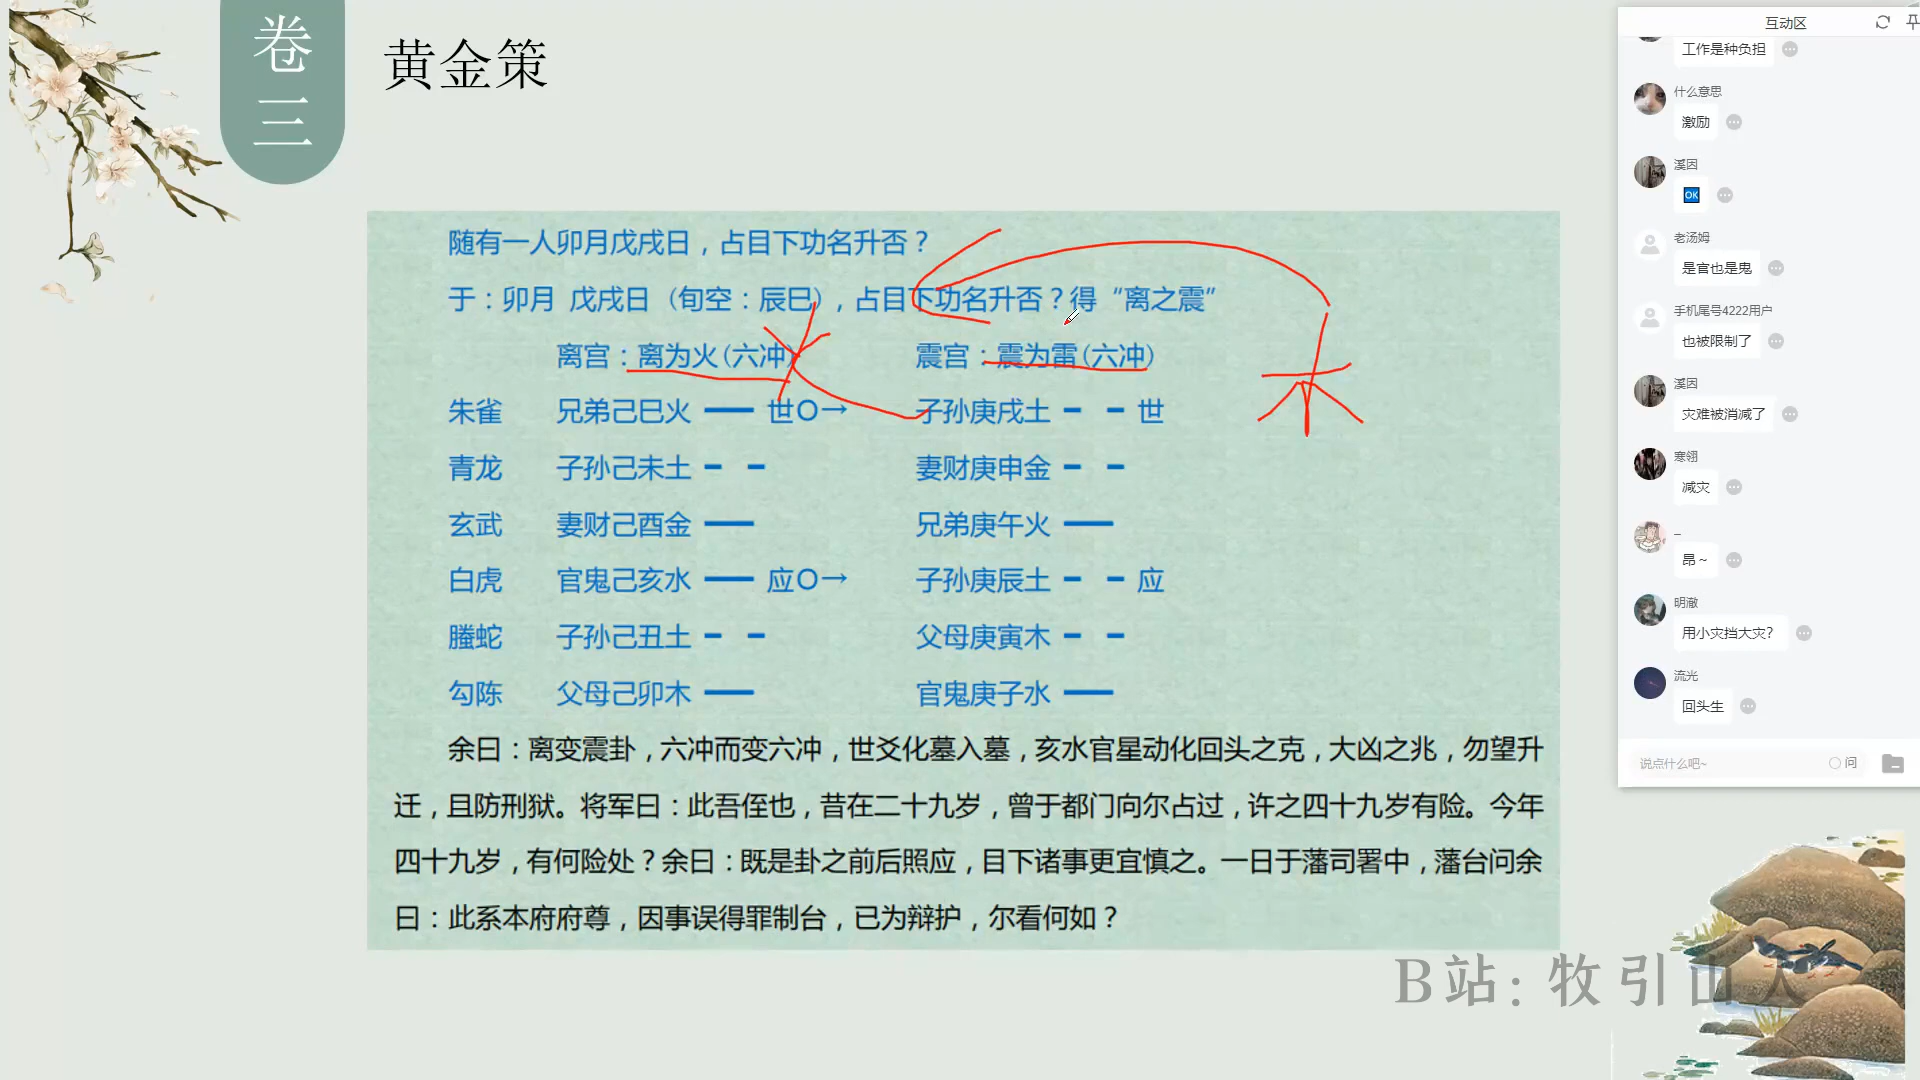 卷三
黄金策
随有一人卯月戊戌日，占目下功名升否？
于：卯月 戊戌日（旬空：辰巳），占目下功名升否？得“离之震”
离宫：离为火(六冲) 震宫：震为雷(六冲)
朱雀 兄弟己巳火 世O→ 子孙庚戌土 世
青龙 子孙己未土 妻财庚申金
玄武 妻财己酉金 兄弟庚午火
白虎 官鬼己亥水 应O→ 子孙庚辰土 应
螣蛇 子孙己丑土 父母庚寅木
勾陈 父母己卯木 官鬼庚子水
余曰：离变震卦，六冲而变六冲，世爻化墓入墓，亥水官星动化回头之克，大凶之兆，勿望升
迁，且防刑狱。将军曰：此吾侄也，昔在二十九岁，曾于都门向尔占过，许之四十九岁有险。今年
四十九岁，有何险处？余曰：既是卦之前后照应，目下诸事更宜慎之。一日于藩司署中，藩台问余
曰：此系本府府尊，因事误得罪制台，已为辩护，尔看何如？
木
B站：牧引山人
互动区
工作是种负担
什么意思
激励
溪因
OK
老汤姆
是官也是鬼
手机尾号4222用户
也被限制了
溪因
灾难被消减了
寒翎
减灾
_
昂~
明澈
用小灾挡大灾？
流光
回头生
说点什么吧~
问